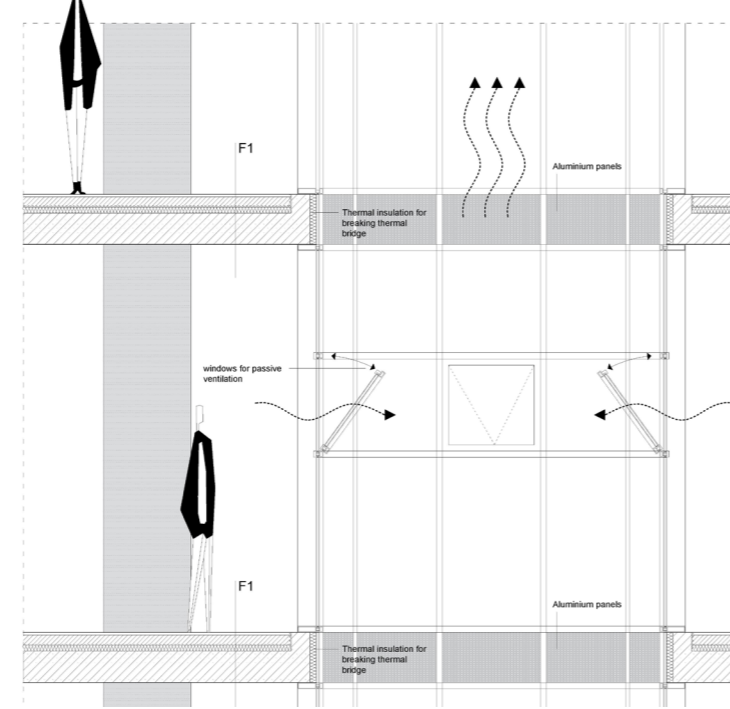 F1
Aluminium panels
Thermal insulation for
breaking thermal
bridge
windows for passive
ventilation
F1
Aluminium panels
Thermal insulation for
breaking thermal
bridge